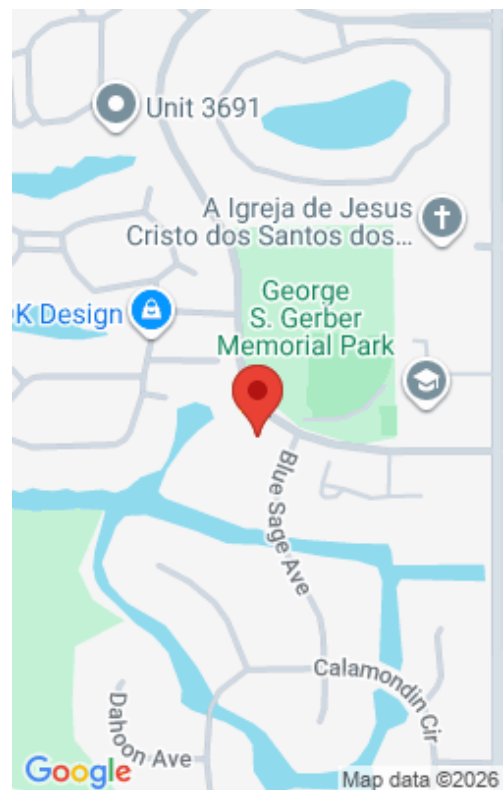 Unit 3691
A Igreja de Jesus
Cristo dos Santos dos...
K Design
George
S. Gerber
Memorial Park
Blue Sage Ave
Calamondin Cir
Dahoon Ave
Google
Map data ©2026